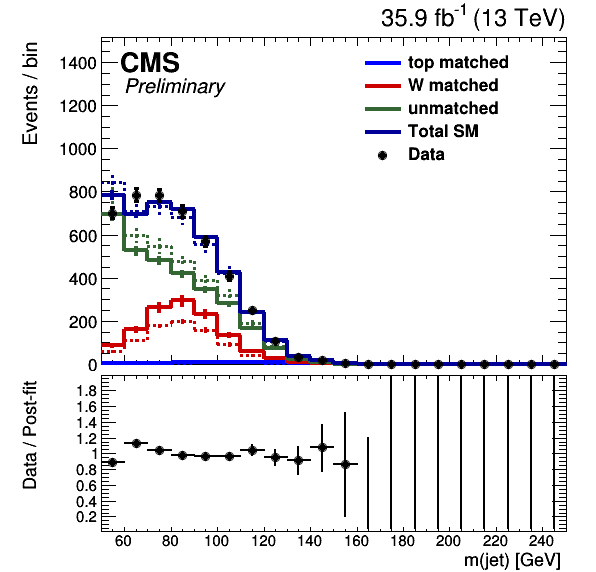 35.9 fb⁻¹ (13 TeV)
CMS
Preliminary
top matched
W matched
unmatched
Total SM
Data
Events / bin
1400
1200
1000
800
600
400
200
0
Data / Post-fit
1.8
1.6
1.4
1.2
1
0.8
0.6
0.4
0.2
60 80 100 120 140 160 180 200 220 240
m(jet) [GeV]